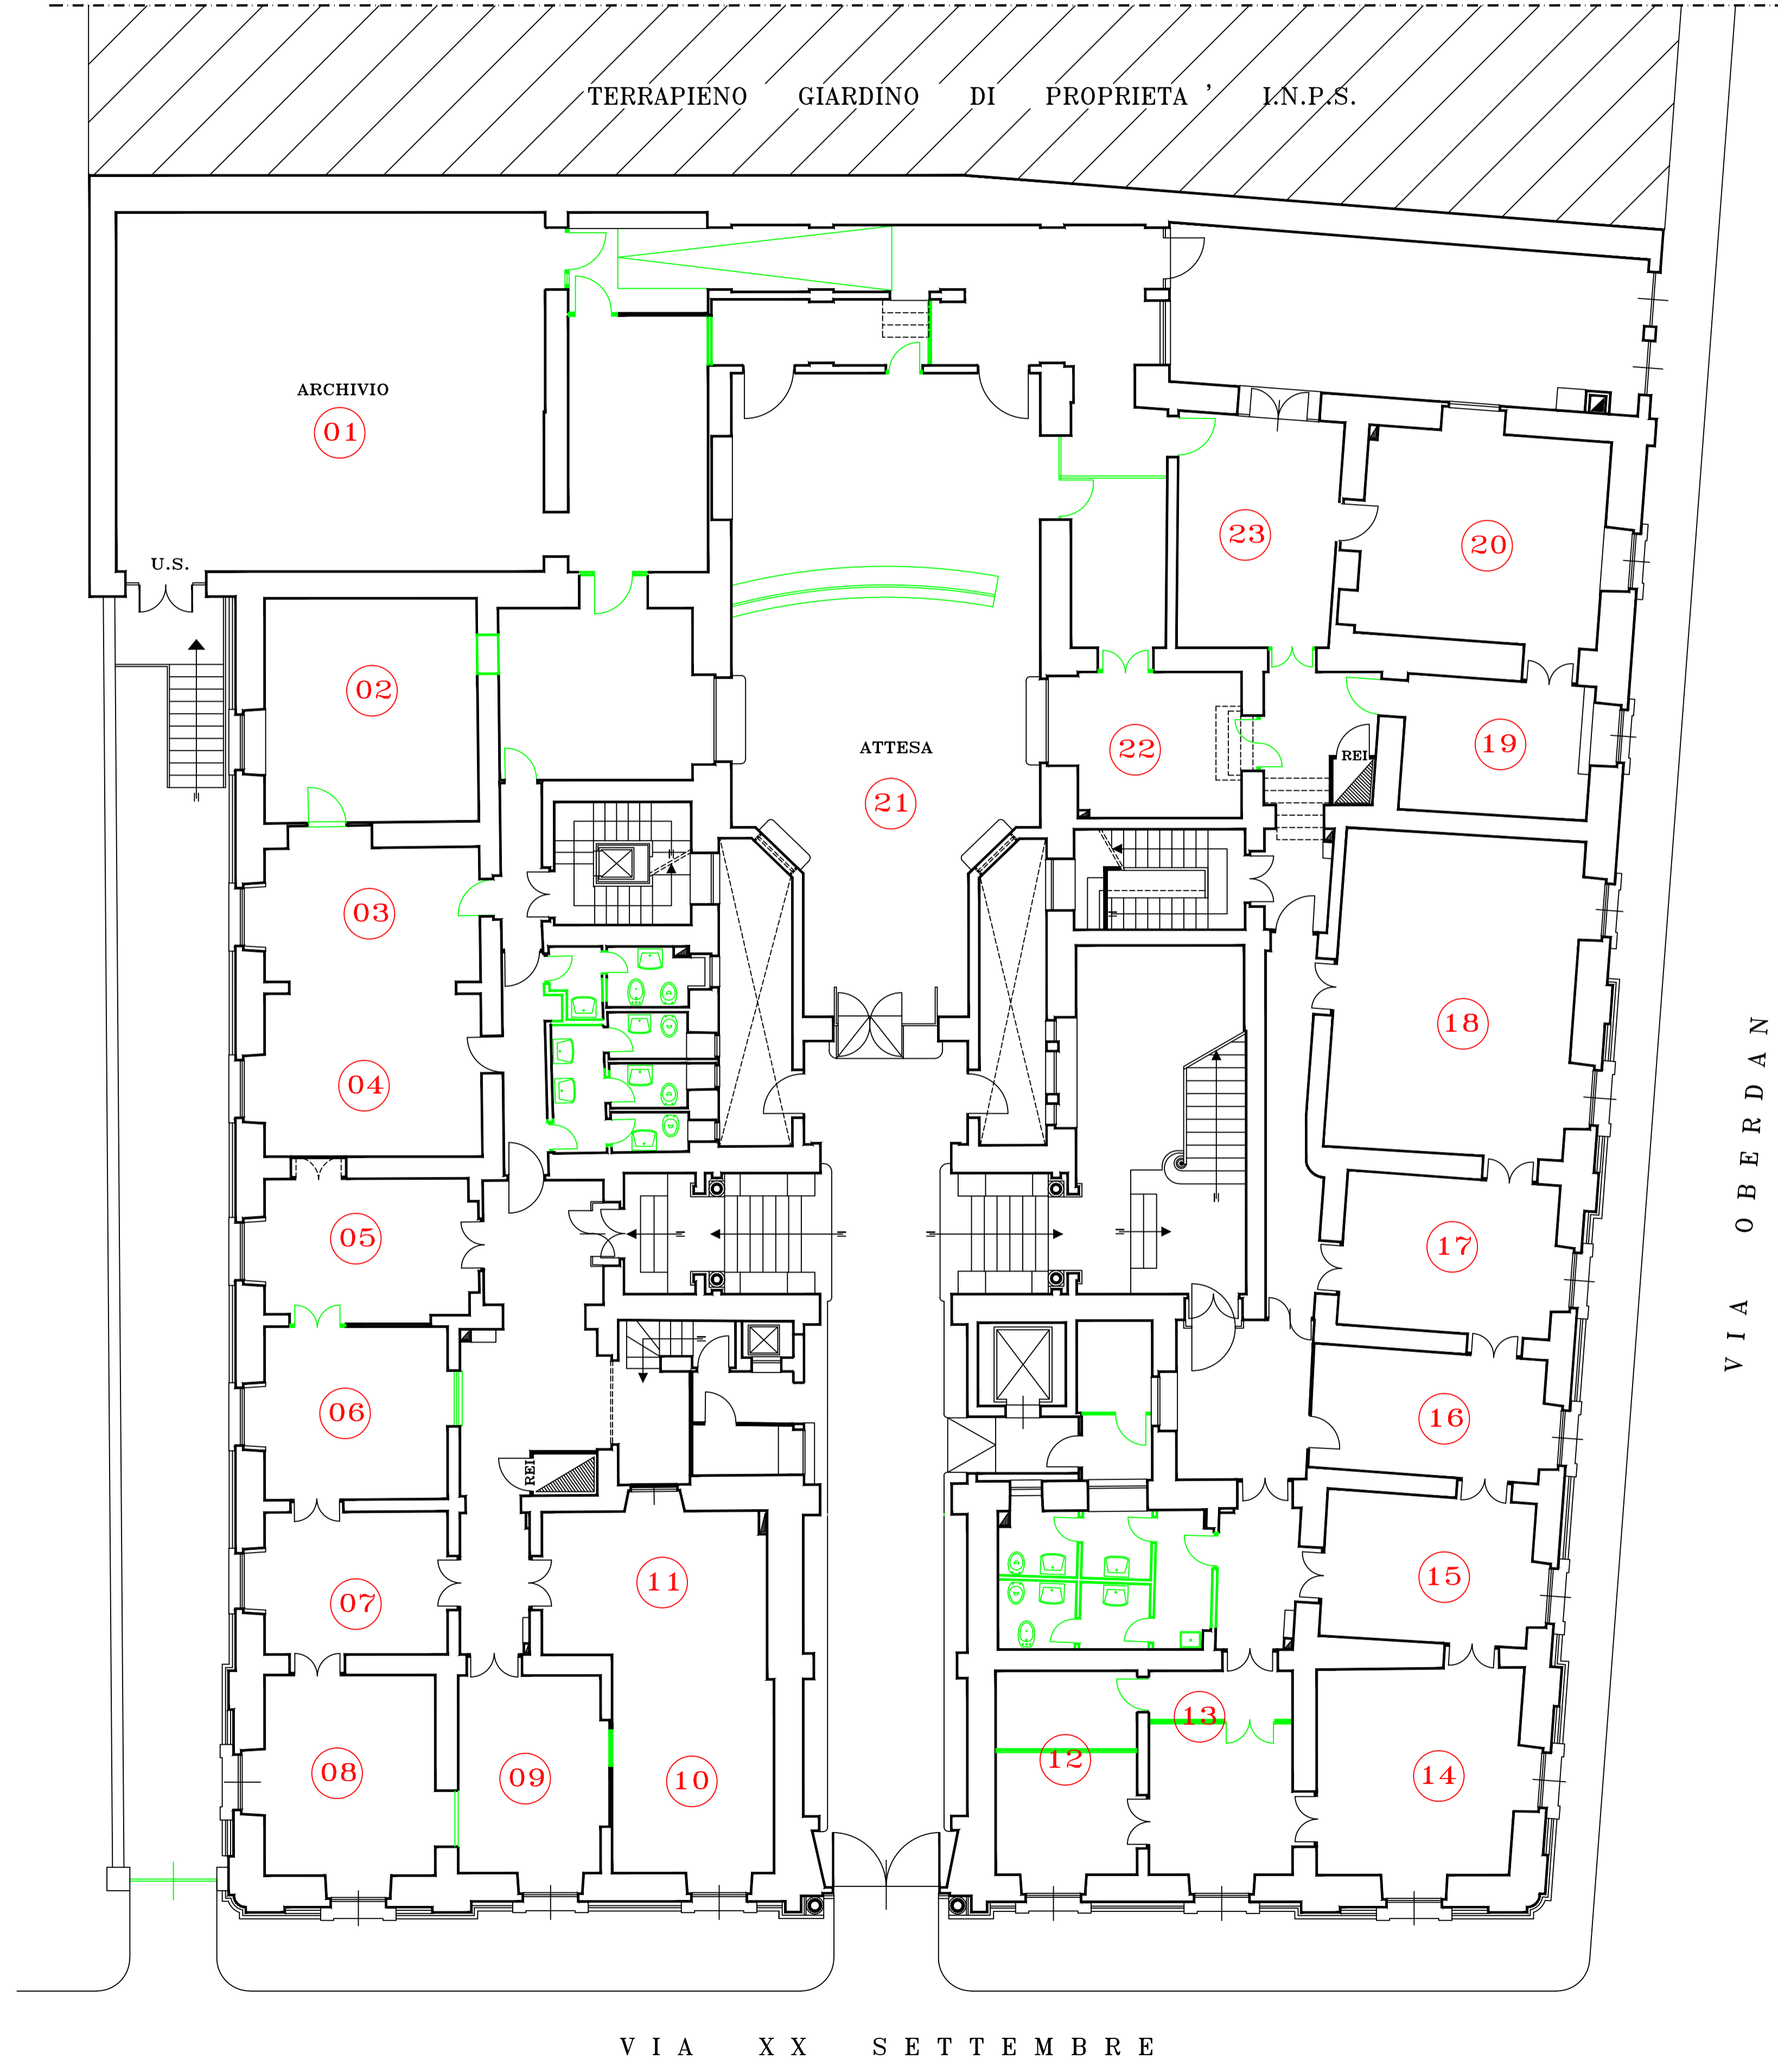 TERRAPIENO GIARDINO DI PROPRIETA' I.N.P.S.
ARCHIVIO
01
U.S.
02
03
04
05
06
07
08
09
10
11
REI
ATTESA
21
22
23
20
19
REI
18
17
16
15
14
13
12
VIA OBERDAN
VIA XX SETTEMBRE